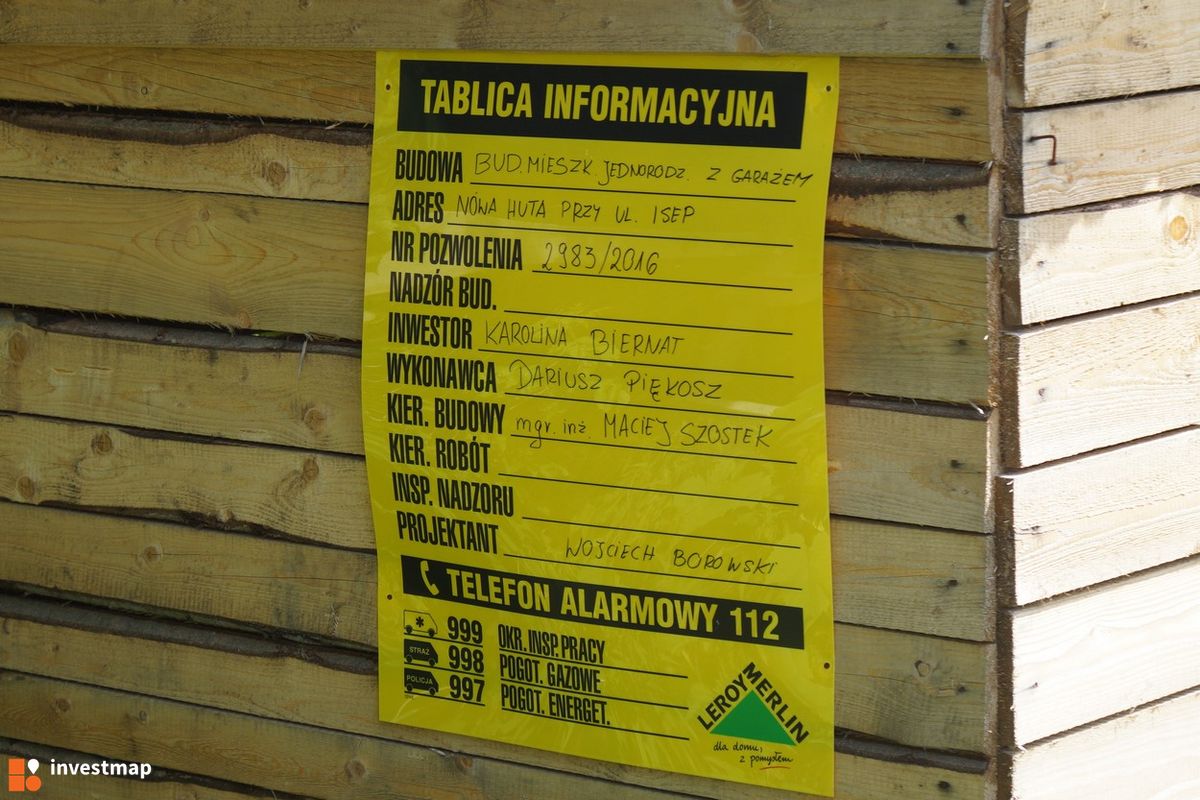 TABLICA INFORMACYJNA
BUDOWA BUD. MIESZK JEDNORODZ. Z GARAŻEM
ADRES NOWA HUTA PRZY UL. ISEP
NR POZWOLENIA 2983/2016
NADZÓR BUD.
INWESTOR KAROLINA BIERNAT
WYKONAWCA DARIUSZ PIĘKOSZ
KIER. BUDOWY mgr. inż. MACIEJ SZOSTEK
KIER. ROBÓT
INSP. NADZORU
PROJEKTANT WOJCIECH BOROWSKI
TELEFON ALARMOWY 112
999 OKR. INSP. PRACY
STRAŻ 998 POGOT. GAZOWE
POLICJA 997 POGOT. ENERGET.
LEROY MERLIN
dla domu,
z pomysłem
investmap